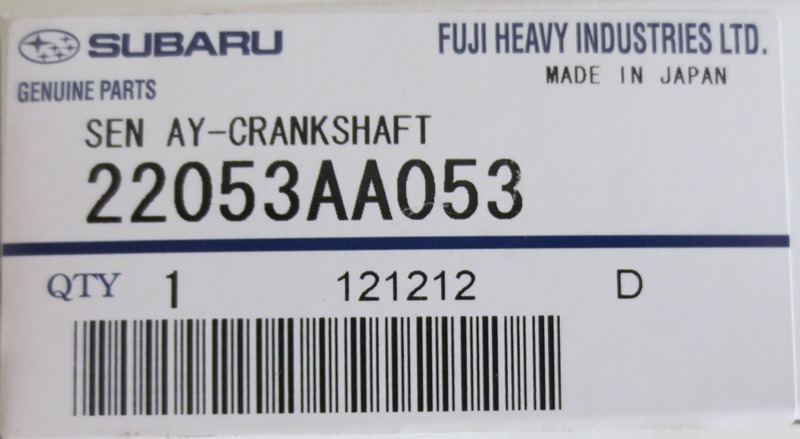 SUBARU FUJI HEAVY INDUSTRIES LTD.
GENUINE PARTS MADE IN JAPAN
SEN AY-CRANKSHAFT
22053AA053
QTY 1 121212 D